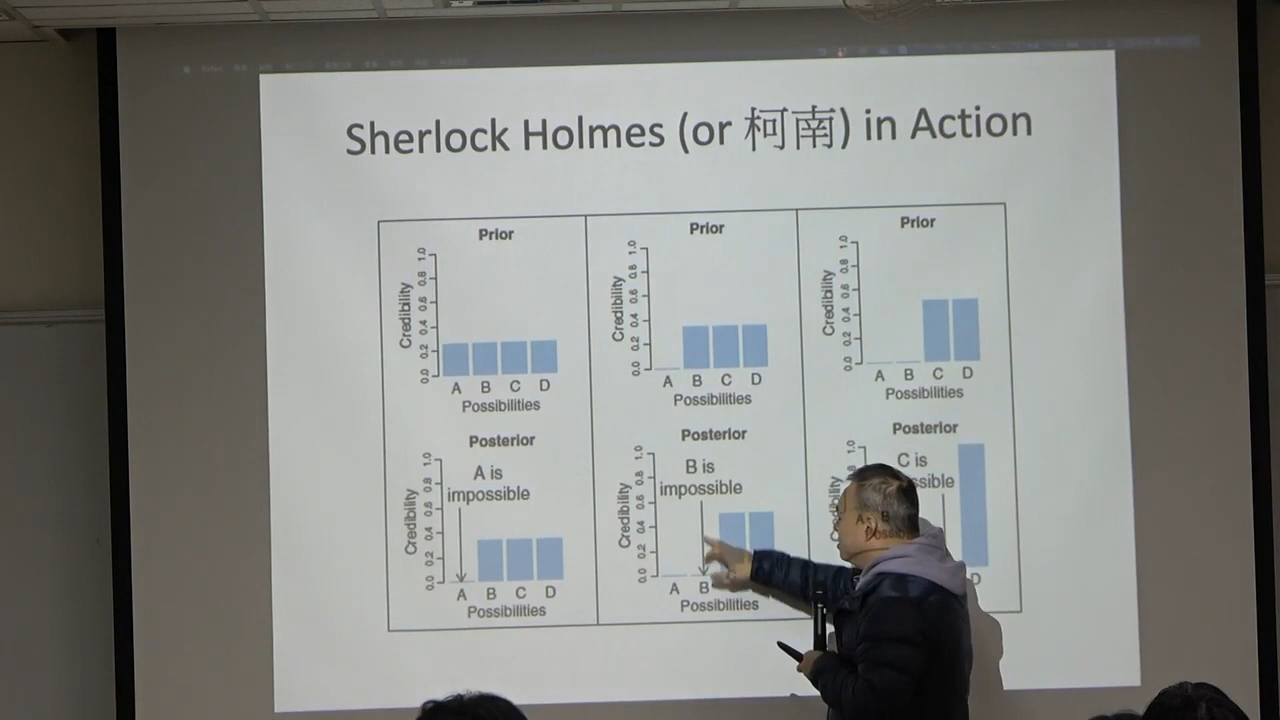 Sherlock Holmes (or 柯南) in Action
Prior
Credibility
0.0 0.2 0.4 0.6 0.8 1.0
A B C D
Possibilities
Prior
Credibility
0.0 0.2 0.4 0.6 0.8 1.0
A B C D
Possibilities
Prior
Credibility
0.0 0.2 0.4 0.6 0.8 1.0
A B C D
Possibilities
Posterior
A is
impossible
Credibility
0.0 0.2 0.4 0.6 0.8 1.0
A B C D
Possibilities
Posterior
B is
impossible
Credibility
0.0 0.2 0.4 0.6 0.8 1.0
A B
Possibilities
Posterior
C is
ssible
1.0
0.8
A B
D